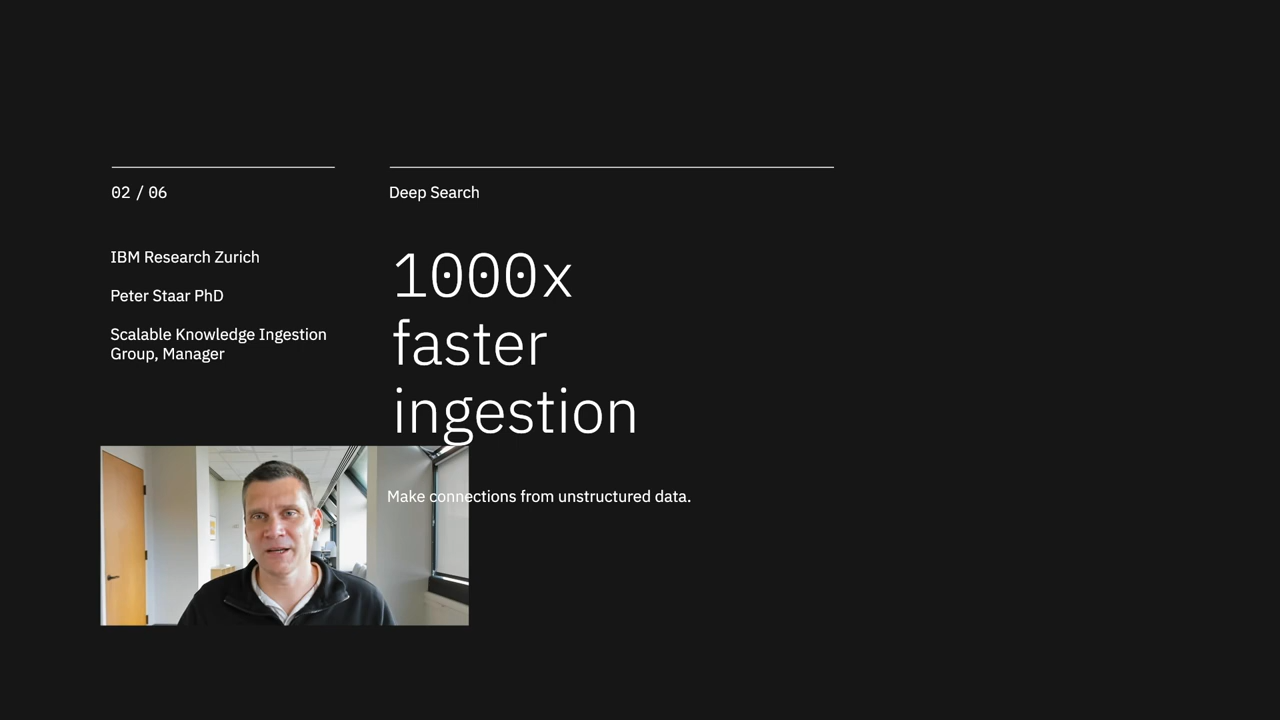 02 / 06
IBM Research Zurich
Peter Staar PhD
Scalable Knowledge Ingestion
Group, Manager
Deep Search
1000x
faster
ingestion
Make connections from unstructured data.